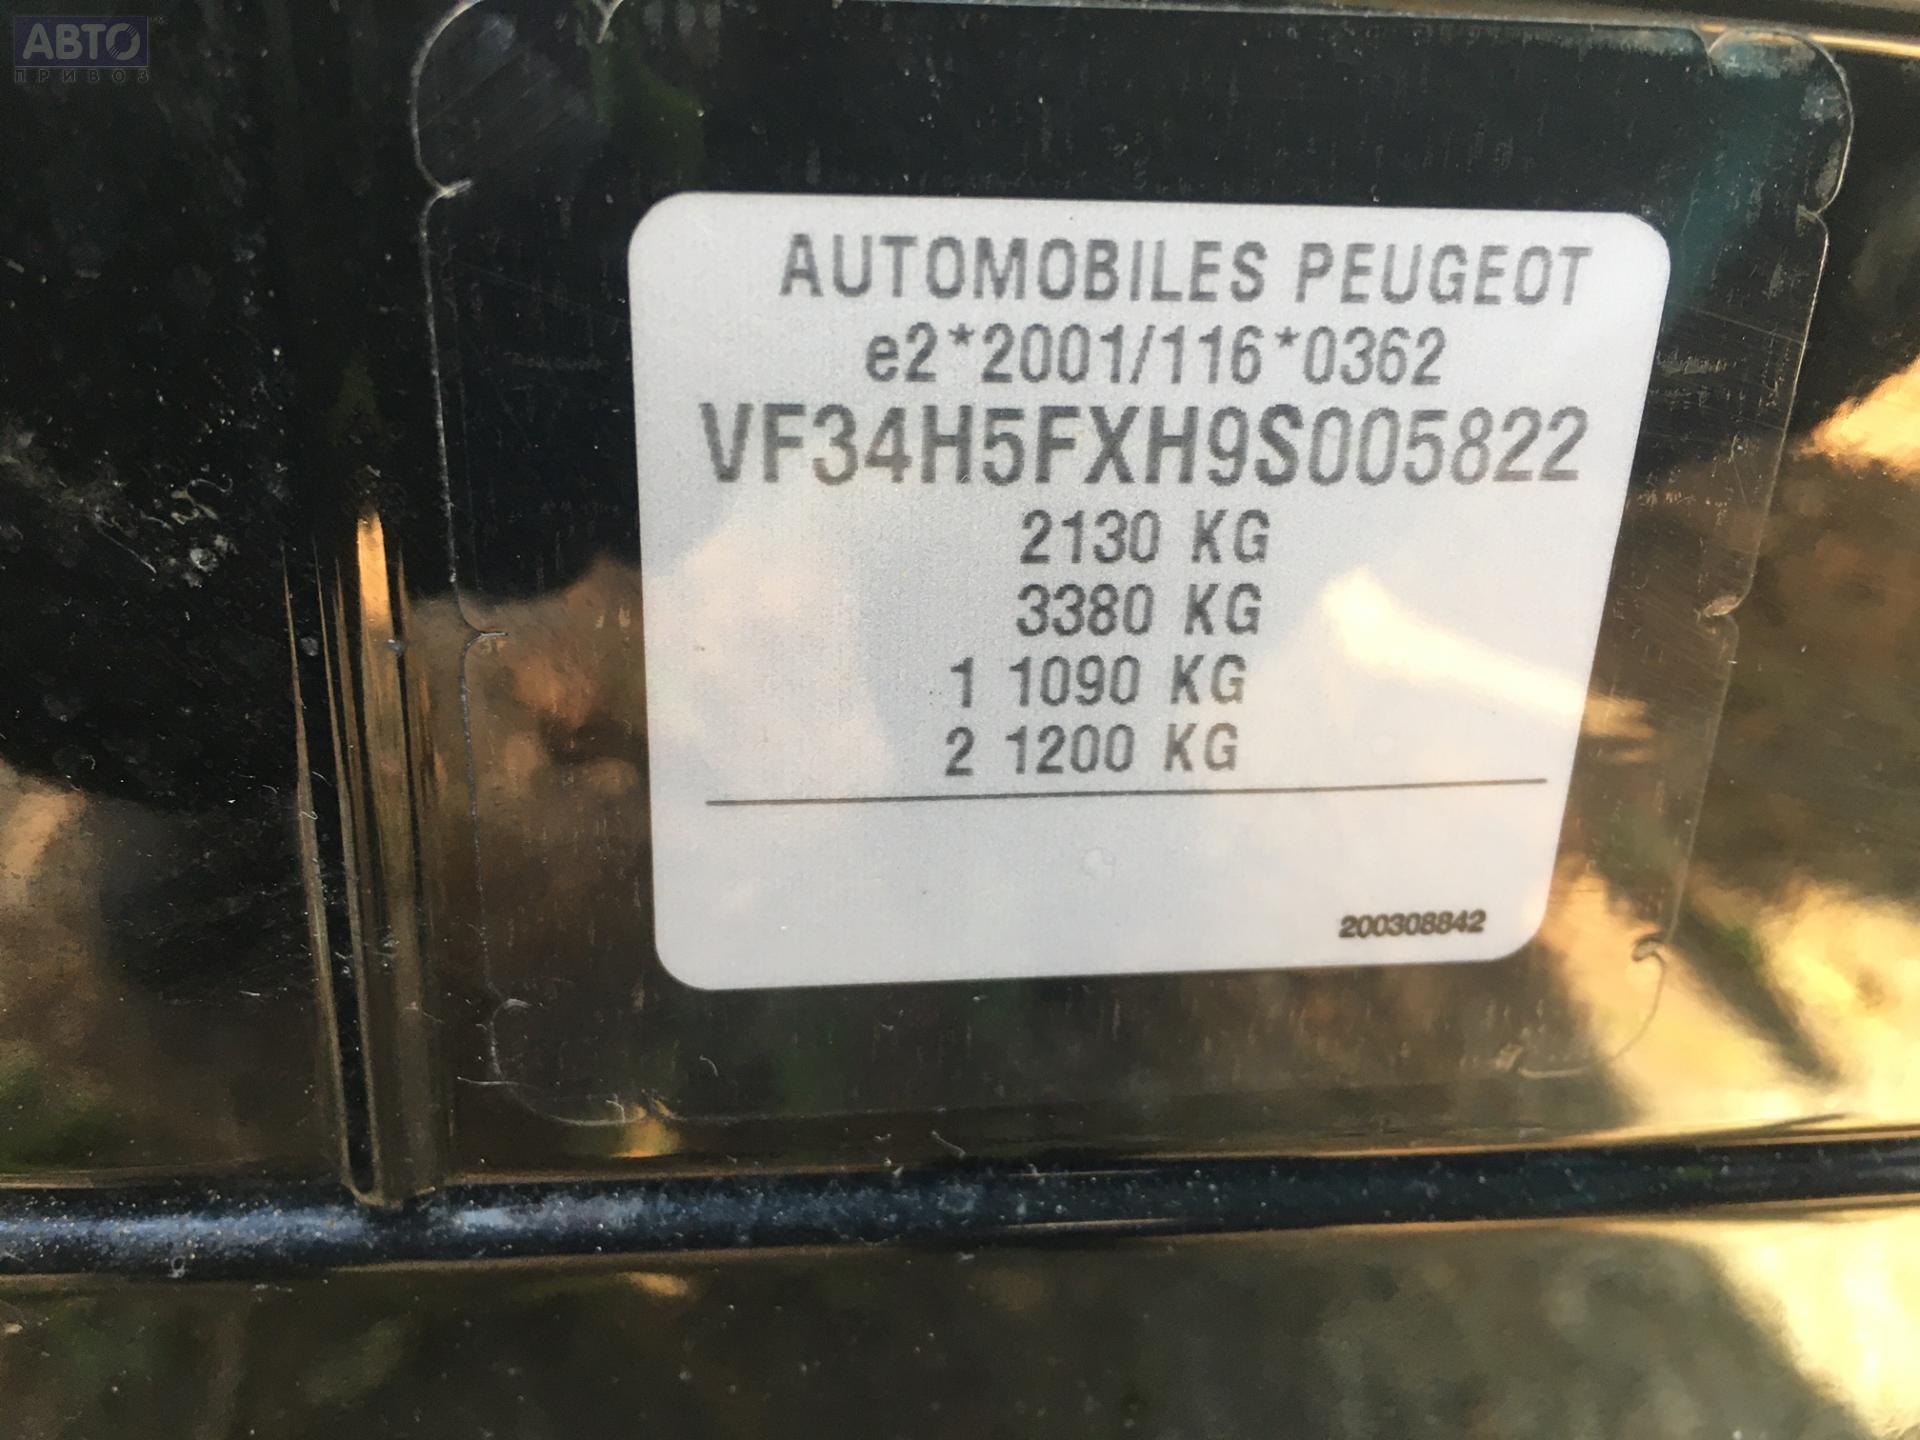 АВТО
ПРИВОЗ
AUTOMOBILES PEUGEOT
e2*2001/116*0362
VF34H5FXH9S005822
2130 KG
3380 KG
1 1090 KG
2 1200 KG
200308842